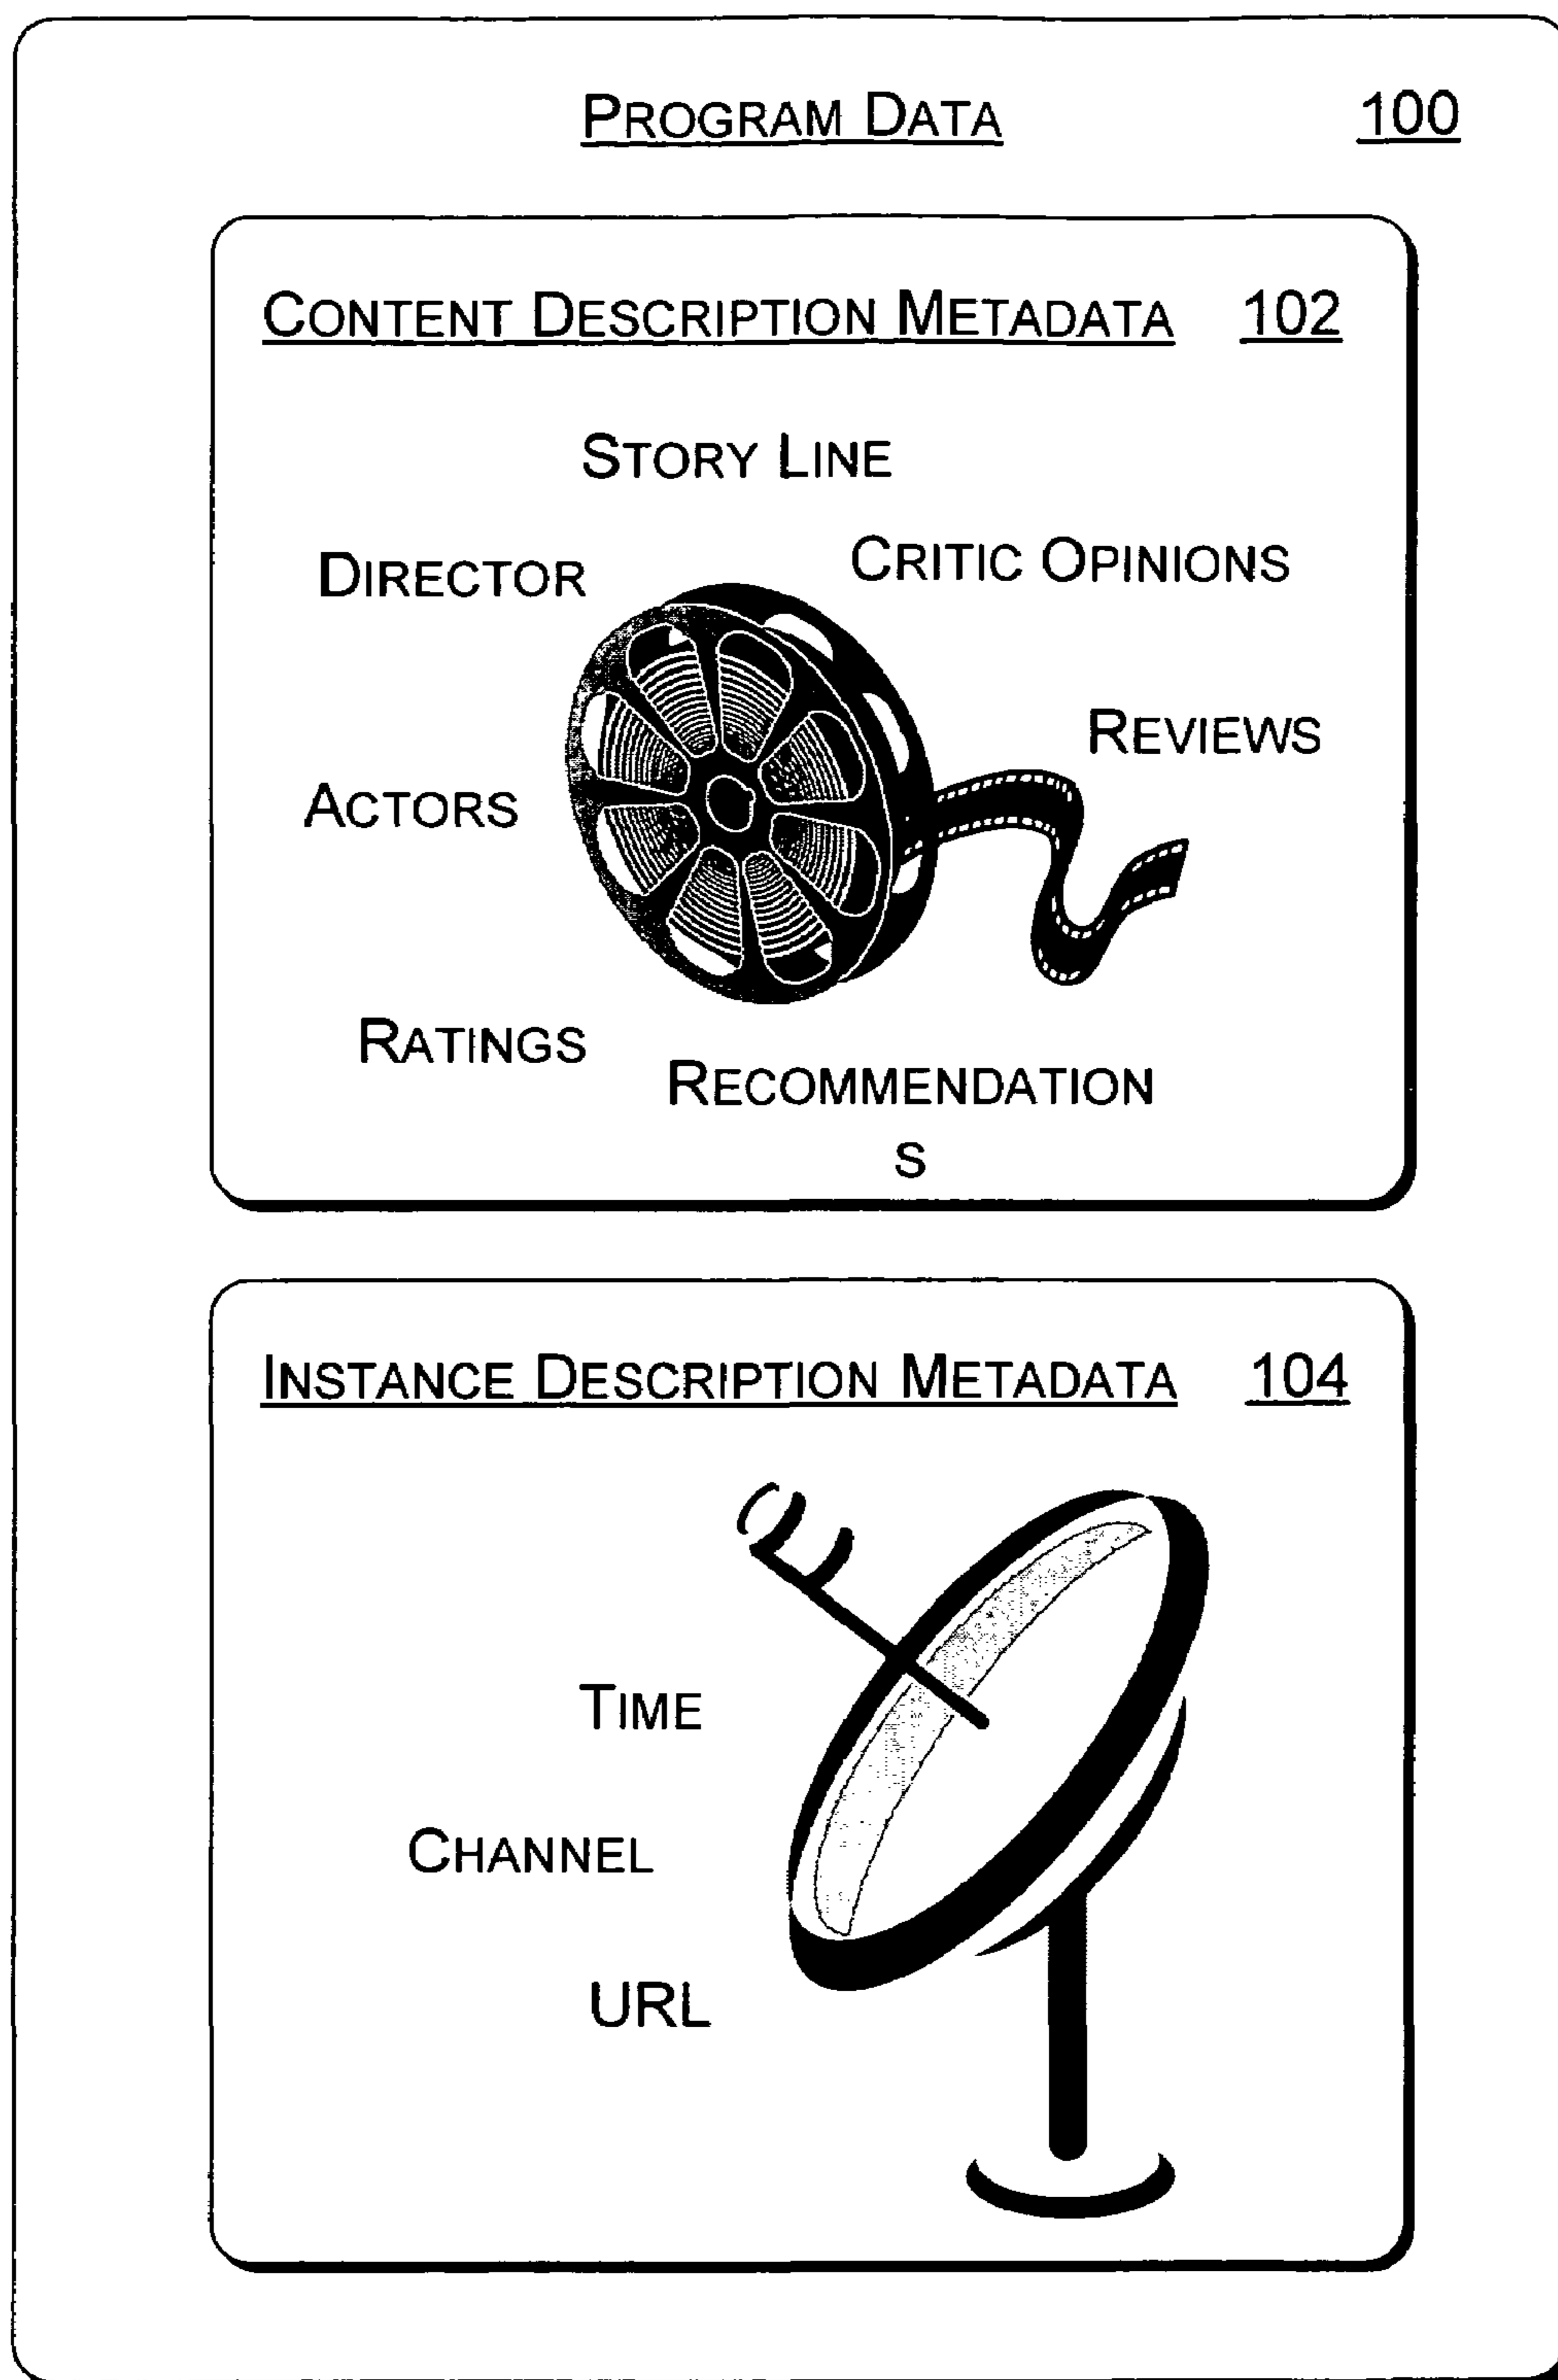 PROGRAM DATA 100
CONTENT DESCRIPTION METADATA 102
STORY LINE
DIRECTOR
CRITIC OPINIONS
REVIEWS
ACTORS
RATINGS
RECOMMENDATION
S
INSTANCE DESCRIPTION METADATA 104
TIME
CHANNEL
URL